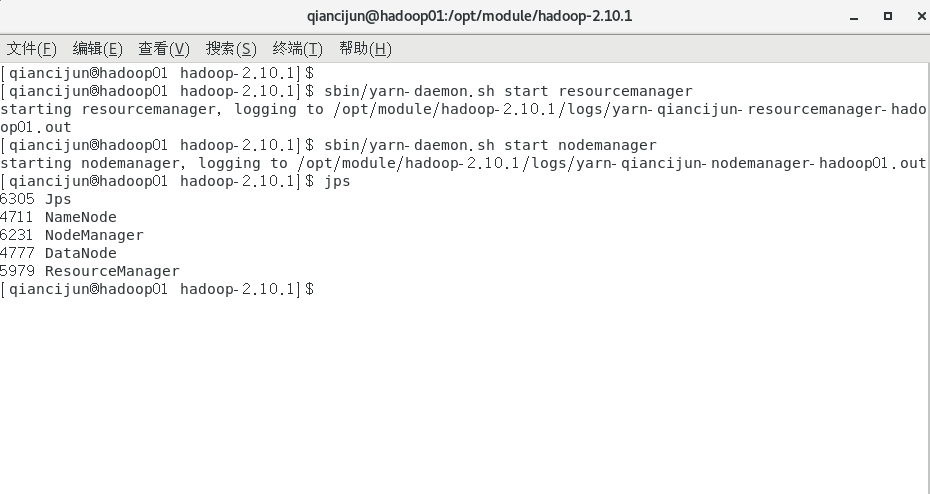 qiancijun@hadoop01:/opt/module/hadoop-2.10.1
文件(F) 编辑(E) 查看(V) 搜索(S) 终端(T) 帮助(H)
[qiancijun@hadoop01 hadoop-2.10.1]$
[qiancijun@hadoop01 hadoop-2.10.1]$ sbin/yarn-daemon.sh start resourcemanager
starting resourcemanager, logging to /opt/module/hadoop-2.10.1/logs/yarn-qiancijun-resourcemanager-hado
op01.out
[qiancijun@hadoop01 hadoop-2.10.1]$ sbin/yarn-daemon.sh start nodemanager
starting nodemanager, logging to /opt/module/hadoop-2.10.1/logs/yarn-qiancijun-nodemanager-hadoop01.out
[qiancijun@hadoop01 hadoop-2.10.1]$ jps
6305 Jps
4711 NameNode
6231 NodeManager
4777 DataNode
5979 ResourceManager
[qiancijun@hadoop01 hadoop-2.10.1]$